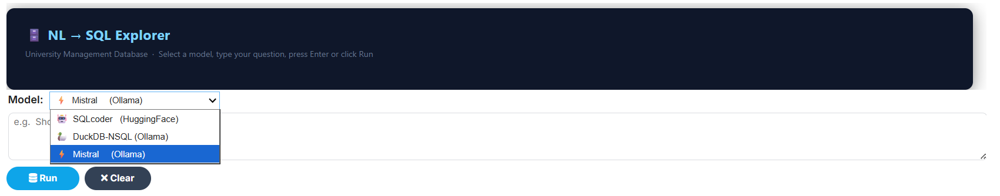 NL → SQL Explorer
University Management Database · Select a model, type your question, press Enter or click Run
Model: Mistral (Ollama)
e.g.
SQLcoder (HuggingFace)
DuckDB-NSQL (Ollama)
Mistral (Ollama)
Run Clear